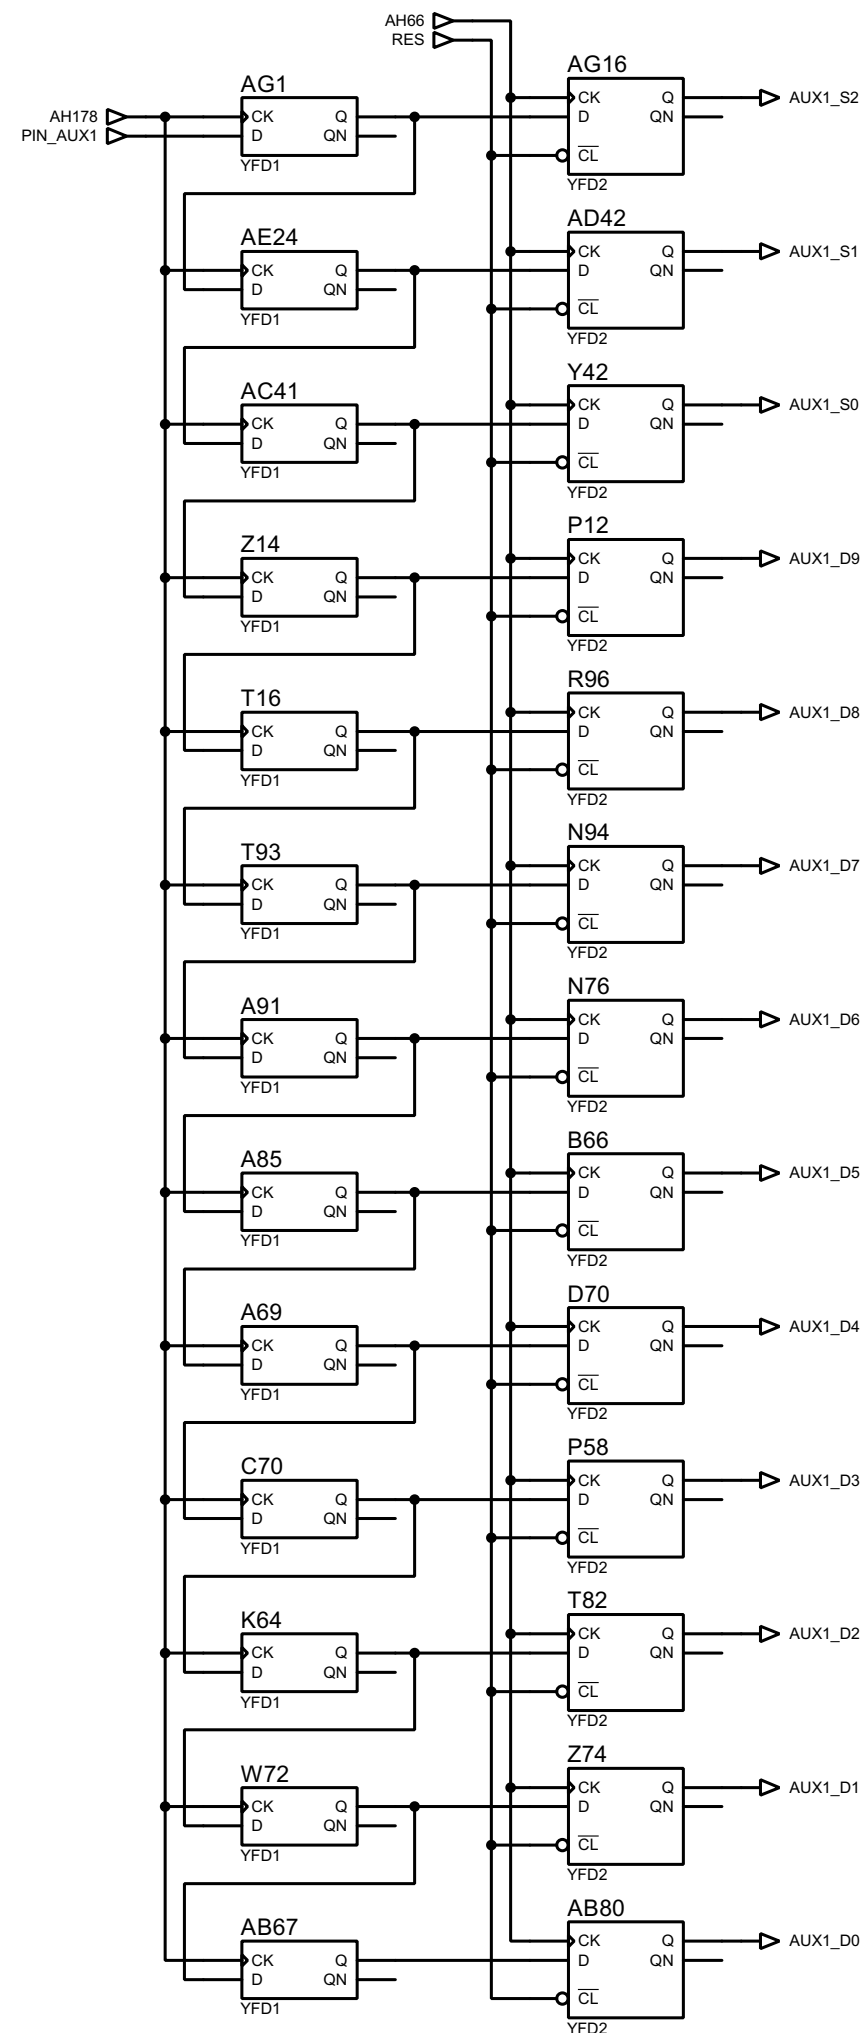 AH66
RES
AG1
AG16
AH178
PIN_AUX1
CK Q
D QN
YFD1
CK Q
D QN
CL
YFD2
AUX1_S2
AE24
AD42
CK Q
D QN
YFD1
CK Q
D QN
CL
YFD2
AUX1_S1
AC41
Y42
CK Q
D QN
YFD1
CK Q
D QN
CL
YFD2
AUX1_S0
Z14
P12
CK Q
D QN
YFD1
CK Q
D QN
CL
YFD2
AUX1_D9
T16
R96
CK Q
D QN
YFD1
CK Q
D QN
CL
YFD2
AUX1_D8
T93
N94
CK Q
D QN
YFD1
CK Q
D QN
CL
YFD2
AUX1_D7
A91
N76
CK Q
D QN
YFD1
CK Q
D QN
CL
YFD2
AUX1_D6
A85
B66
CK Q
D QN
YFD1
CK Q
D QN
CL
YFD2
AUX1_D5
A69
D70
CK Q
D QN
YFD1
CK Q
D QN
CL
YFD2
AUX1_D4
C70
P58
CK Q
D QN
YFD1
CK Q
D QN
CL
YFD2
AUX1_D3
K64
T82
CK Q
D QN
YFD1
CK Q
D QN
CL
YFD2
AUX1_D2
W72
Z74
CK Q
D QN
YFD1
CK Q
D QN
CL
YFD2
AUX1_D1
AB67
AB80
CK Q
D QN
YFD1
CK Q
D QN
CL
YFD2
AUX1_D0